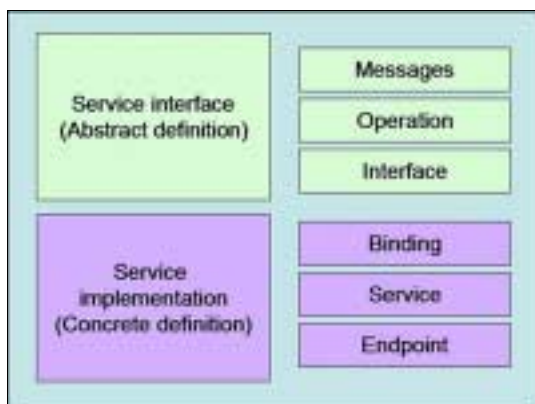 Service interface
(Abstract definition)
Messages
Operation
Interface
Service
implementation
(Concrete definition)
Binding
Service
Endpoint